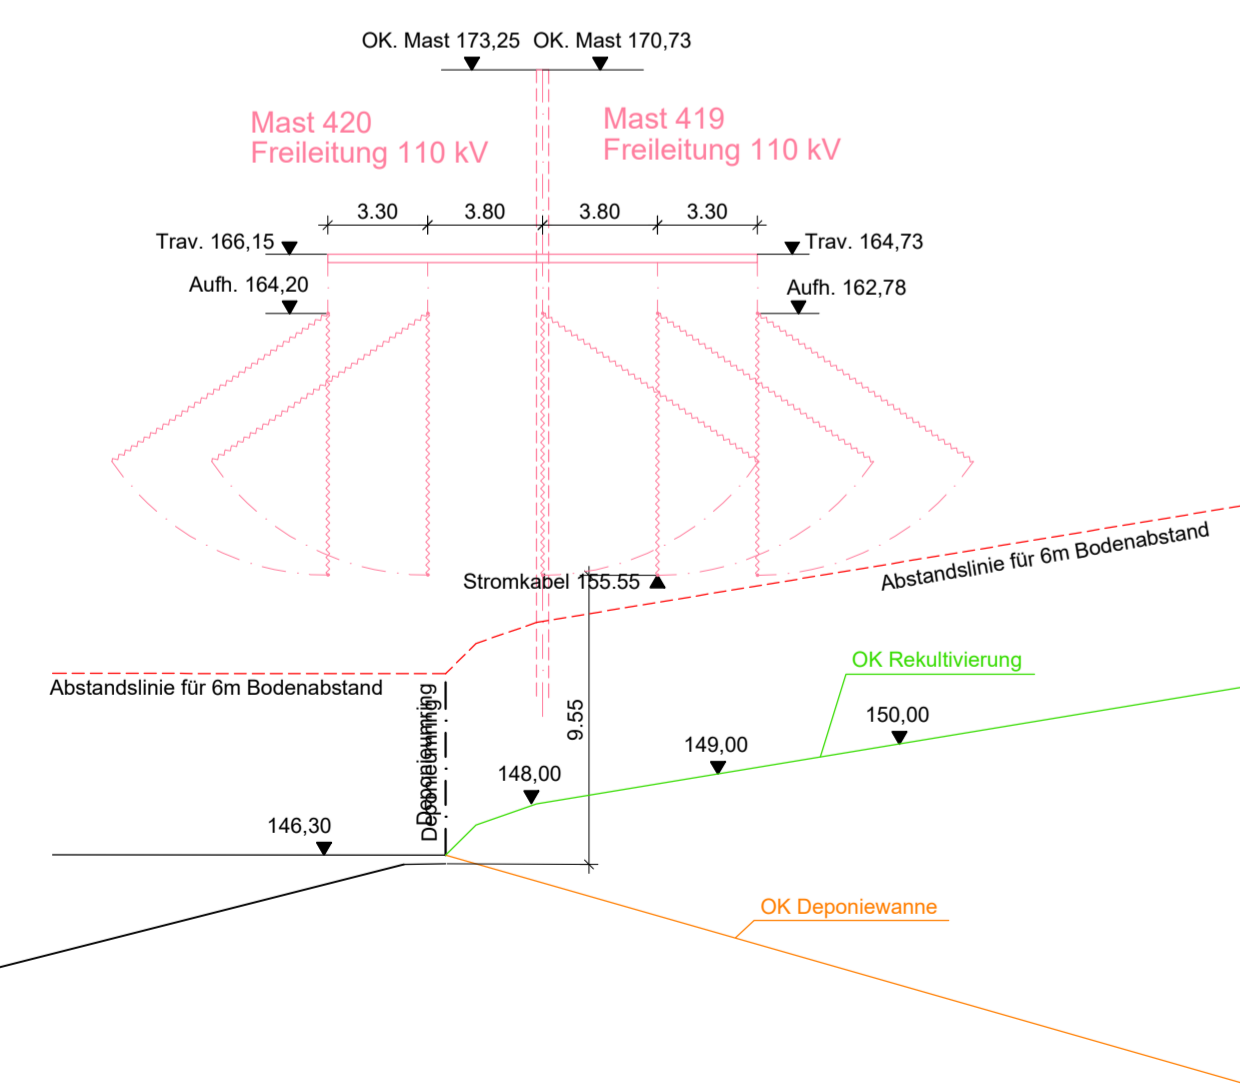 OK. Mast 173,25 OK. Mast 170,73
Mast 420
Freileitung 110 kV
Mast 419
Freileitung 110 kV
3.30 3.80 3.80 3.30
Trav. 166,15
Trav. 164,73
Aufh. 164,20
Aufh. 162,78
Stromkabel 155.55
Abstandslinie für 6m Bodenabstand
Abstandslinie für 6m Bodenabstand
OK Rekultivierung
Deponieumring
Deponieumring
9.55
150,00
149,00
148,00
146,30
OK Deponiewanne